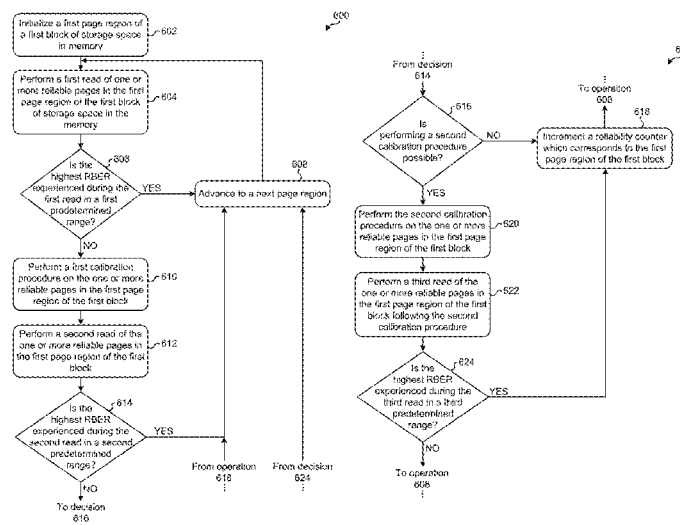 600
Initialize a first page region of
a first block of storage space
in memory
602
Perform a first read of one or
more reliable pages in the first
page region of the first block
of storage space in the
memory
604
606
Is the
highest RBER
experienced during the
first read in a first
predetermined
range?
YES
NO
608
Advance to a next page region
Perform a first calibration
procedure on the one or more
reliable pages in the first page
region of the first block
610
Perform a second read of the
one or more reliable pages in
the first page region of the first
block
612
614
Is the
highest RBER
experienced during the
second read in a second
predetermined
range?
YES
NO
To decision
616
From operation
618
From decision
624
From decision
614
616
Is
performing a second
calibration procedure
possible?
NO
YES
To operation
608
618
Increment a reliability counter
which corresponds to the first
page region of the first block
Perform the second calibration
procedure on the one or more
reliable pages in the first page
region of the first block
620
Perform a third read of the
one or more reliable pages in
the first page region of the first
block following the second
calibration procedure
622
624
Is the
highest RBER
experienced during the
third read in a third
predetermined
range?
YES
NO
To operation
608